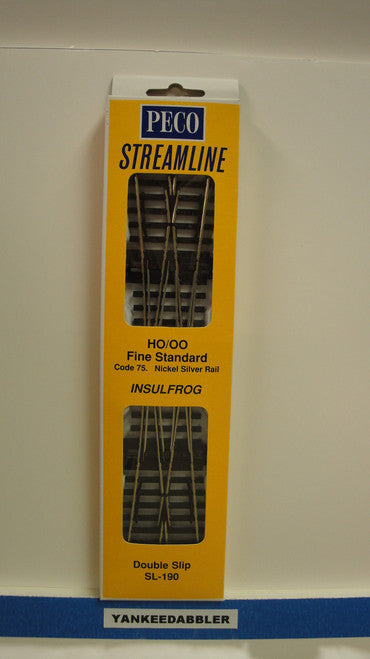 PECO
STREAMLINE
HO/OO
Fine Standard
Code 75. Nickel Silver Rail
INSULFROG
Double Slip
SL-190
YANKEEDABBLER